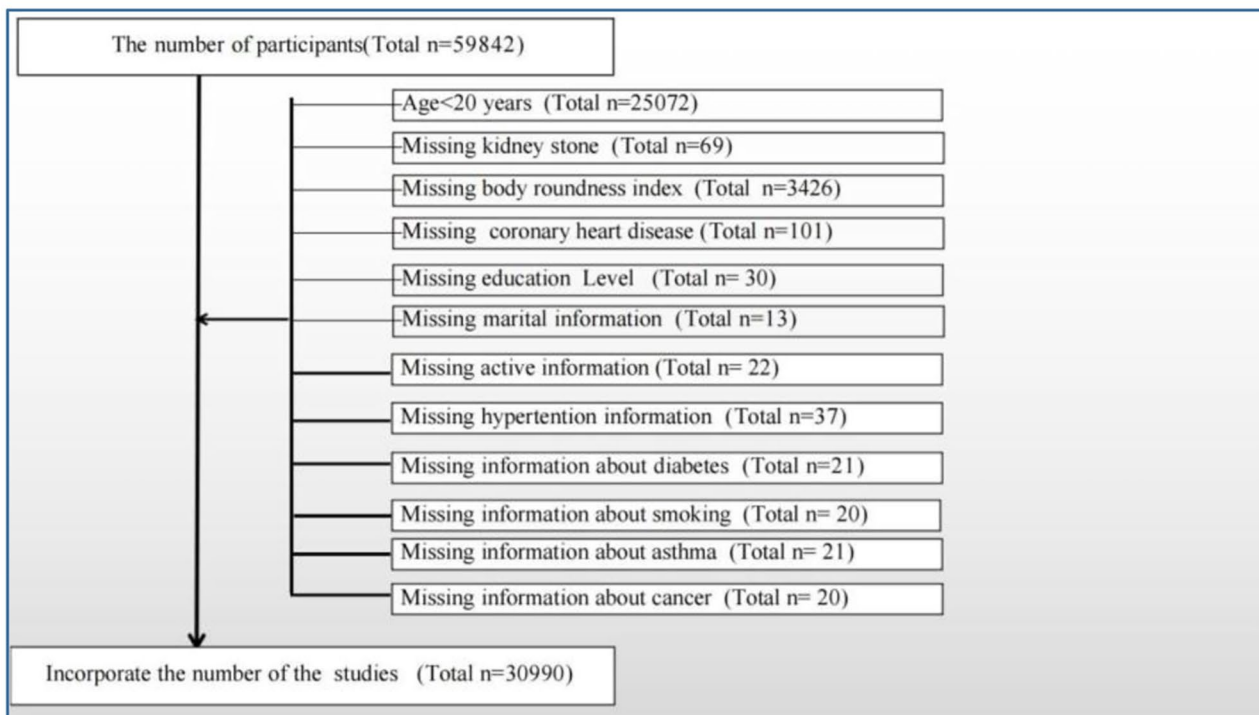 The number of participants(Total n=59842)
Age<20 years (Total n=25072)
Missing kidney stone (Total n=69)
Missing body roundness index (Total n=3426)
Missing coronary heart disease (Total n=101)
Missing education Level (Total n= 30)
Missing marital information (Total n=13)
Missing active information (Total n= 22)
Missing hypertention information (Total n=37)
Missing information about diabetes (Total n=21)
Missing information about smoking (Total n= 20)
Missing information about asthma (Total n= 21)
Missing information about cancer (Total n= 20)
Incorporate the number of the studies (Total n=30990)